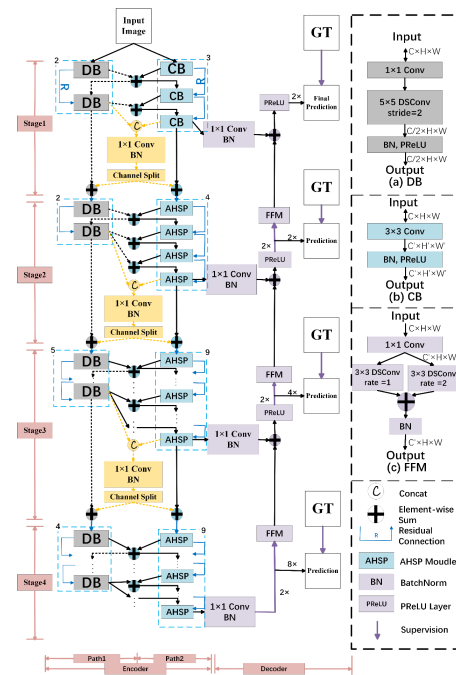 Input
Image
GT
Input
C×H×W
1×1 Conv
5×5 DSConv
stride=2
C/2×H×W
BN, PReLU
C/2×H×W
Output
(a) DB
2
DB
DB
R
3
CB
CB
CB
R
C
1×1 Conv
BN
Channel Split
1×1 Conv
BN
PReLU
2×
Final
Prediction
Stage1
GT
Input
C×H×W
3×3 Conv
C'×H'×W'
BN, PReLU
C'×H'×W'
Output
(b) CB
2
DB
DB
4
AHSP
AHSP
AHSP
AHSP
C
1×1 Conv
BN
Channel Split
1×1 Conv
BN
FFM
2×
PReLU
2×
Prediction
Stage2
GT
Input
C×H×W
1×1 Conv
C'×H×W
3×3 DSConv
rate =1
3×3 DSConv
rate =2
BN
C'×H×W
Output
(c) FFM
5
DB
DB
9
AHSP
AHSP
AHSP
C
1×1 Conv
BN
Channel Split
1×1 Conv
BN
FFM
2×
PReLU
4×
Prediction
Stage3
GT
4
DB
DB
9
AHSP
AHSP
AHSP
1×1 Conv
BN
FFM
2×
8×
Prediction
Stage4
C
Concat
Element-wise
Sum
R
Residual
Connection
AHSP
AHSP Moudle
BN
BatchNorm
PReLU
PReLU Layer
Supervision
Path1
Path2
Encoder
Decoder